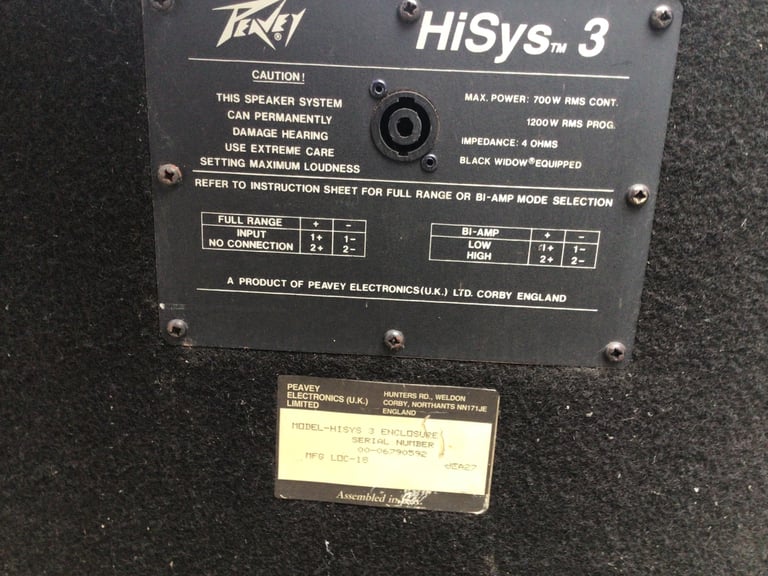 PEAVEY®
HiSys™ 3
CAUTION!
THIS SPEAKER SYSTEM
CAN PERMANENTLY
DAMAGE HEARING
USE EXTREME CARE
SETTING MAXIMUM LOUDNESS
MAX. POWER: 700W RMS CONT.
1200W RMS PROG.
IMPEDANCE: 4 OHMS
BLACK WIDOW® EQUIPPED
REFER TO INSTRUCTION SHEET FOR FULL RANGE OR BI-AMP MODE SELECTION
FULL RANGE + -
INPUT 1+ 1-
NO CONNECTION 2+ 2-
BI-AMP + -
LOW 1+ 1-
HIGH 2+ 2-
A PRODUCT OF PEAVEY ELECTRONICS (U.K.) LTD. CORBY ENGLAND
PEAVEY
ELECTRONICS (U.K.)
LIMITED
HUNTERS RD., WELDON
CORBY, NORTHANTS NN171JE
ENGLAND
MODEL-HISYS 3 ENCLOSURE
SERIAL NUMBER
00-06790592
MFG LOC-18
Assembled in